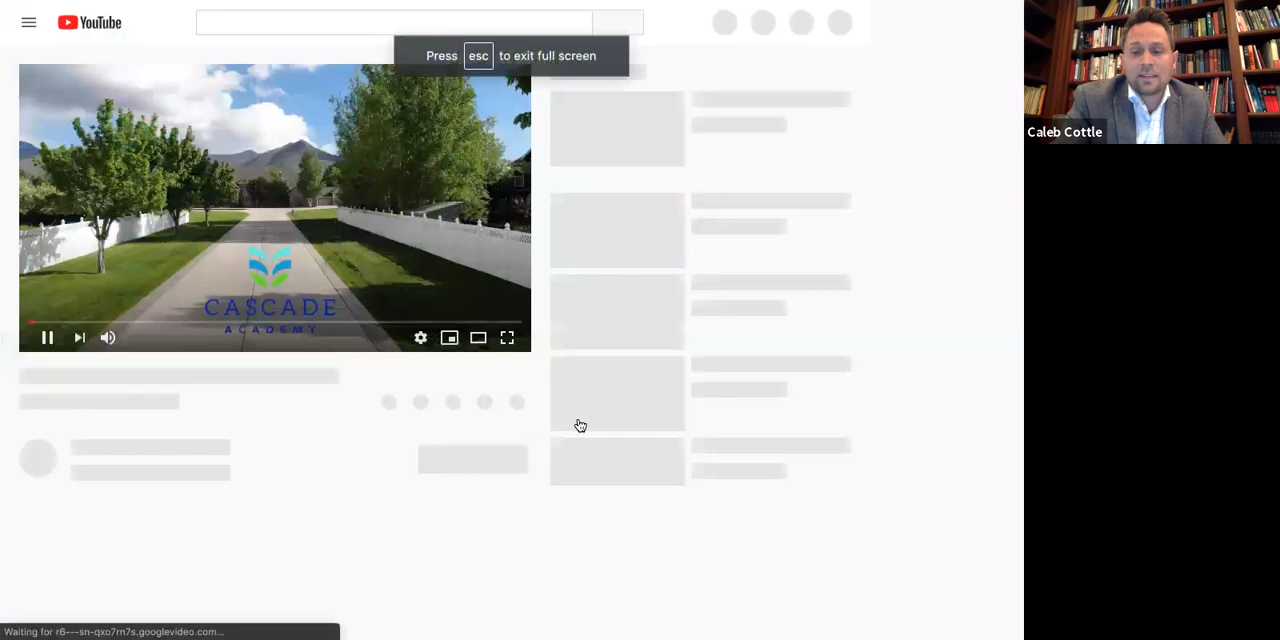 YouTube
Press esc to exit full screen
CASCADE
ACADEMY
Caleb Cottle
Waiting for r6---sn-qxo7rn7s.googlevideo.com...